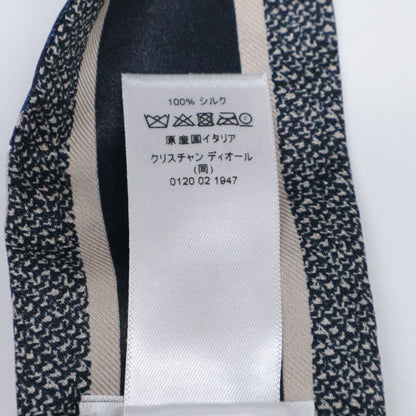 100% シルク
原産国イタリア
クリスチャン ディオール
(同)
0120 02 1947